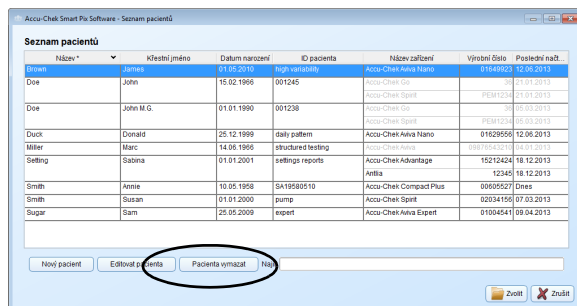 Accu-Chek Smart Pix Software - Seznam pacientů
Seznam pacientů
Název * Křestní jméno Datum narození ID pacienta Název zařízení Výrobní číslo Poslední načt...
Brown James 01.05.2010 high variability Accu-Chek Aviva Nano 01649923 12.06.2013
Doe John 15.02.1966 001245 Accu-Chek Go 36 21.01.2013
Accu-Chek Spirit PEM1234 21.01.2013
Doe John M.G. 01.01.1990 001238 Accu-Chek Go 36 05.03.2013
Accu-Chek Spirit PEM1234 05.03.2013
Duck Donald 25.12.1999 daily pattern Accu-Chek Aviva Nano 01629556 12.06.2013
Miller Marc 14.06.1966 structured testing Accu-Chek Aviva 09876543210 04.01.2013
Setting Sabina 01.01.2001 settings reports Accu-Chek Advantage 15212424 18.12.2013
Antlia 12345 18.12.2013
Smith Annie 10.05.1958 SA19580510 Accu-Chek Compact Plus 00605527 Dnes
Smith Susan 01.01.2000 pump Accu-Chek Spirit 02034156 07.03.2013
Sugar Sam 25.05.2009 expert Accu-Chek Aviva Expert 01004541 09.04.2013
Nový pacient Editovat pacienta Pacienta vymazat
Zvolit Zrušit